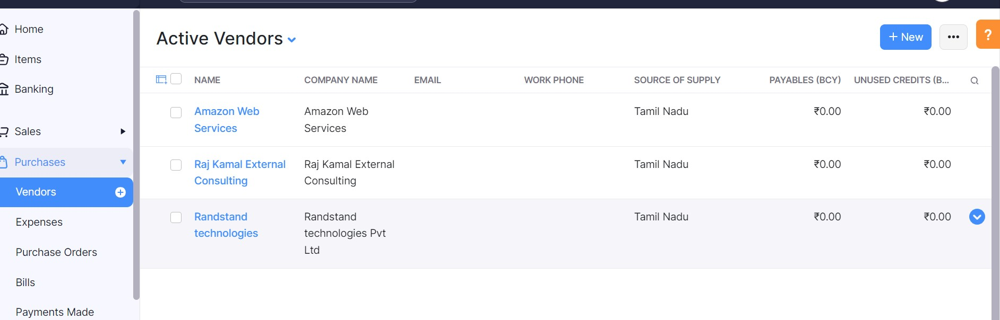 Home
Items
Banking
Sales
Purchases
Vendors
Expenses
Purchase Orders
Bills
Payments Made
Active Vendors
+ New
?
NAME COMPANY NAME EMAIL WORK PHONE SOURCE OF SUPPLY PAYABLES (BCY) UNUSED CREDITS (B...
Amazon Web Amazon Web Tamil Nadu ₹0.00 ₹0.00
Services Services
Raj Kamal External Raj Kamal External Tamil Nadu ₹0.00 ₹0.00
Consulting Consulting
Randstand Randstand Tamil Nadu ₹0.00 ₹0.00
technologies technologies Pvt
Ltd